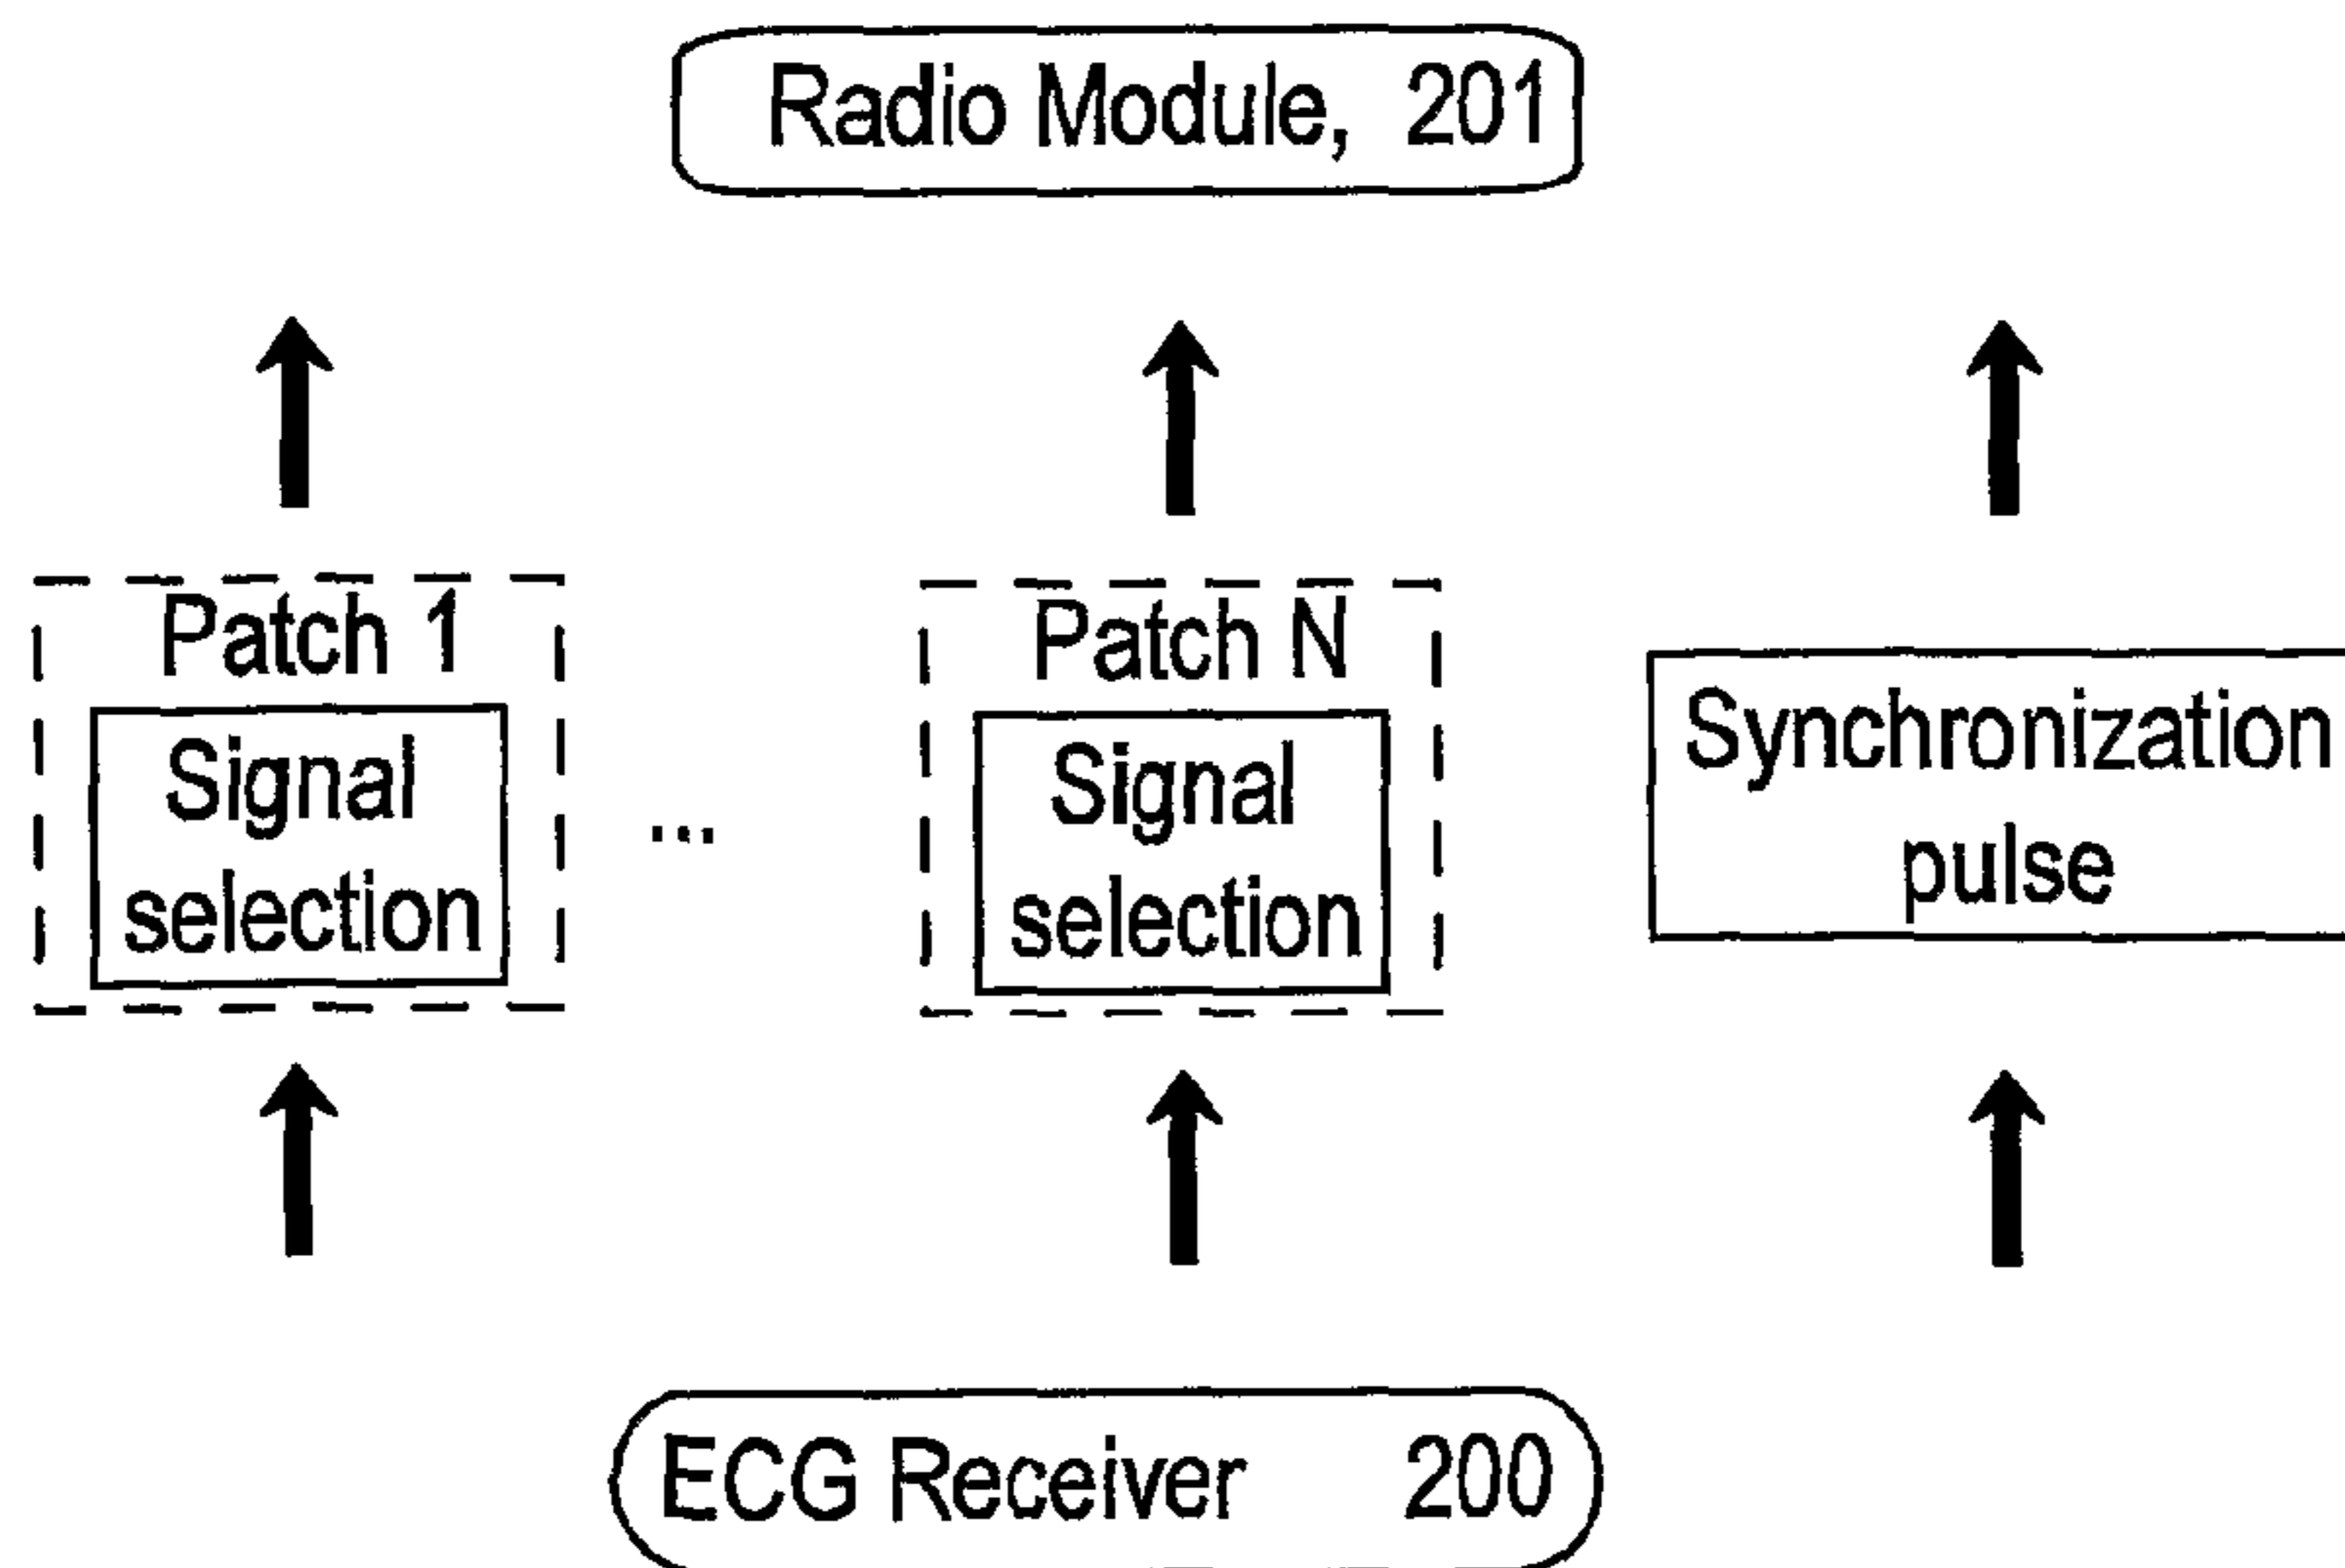 Radio Module, 201
Patch 1
Signal
selection
...
Patch N
Signal
selection
Synchronization
pulse
ECG Receiver 200